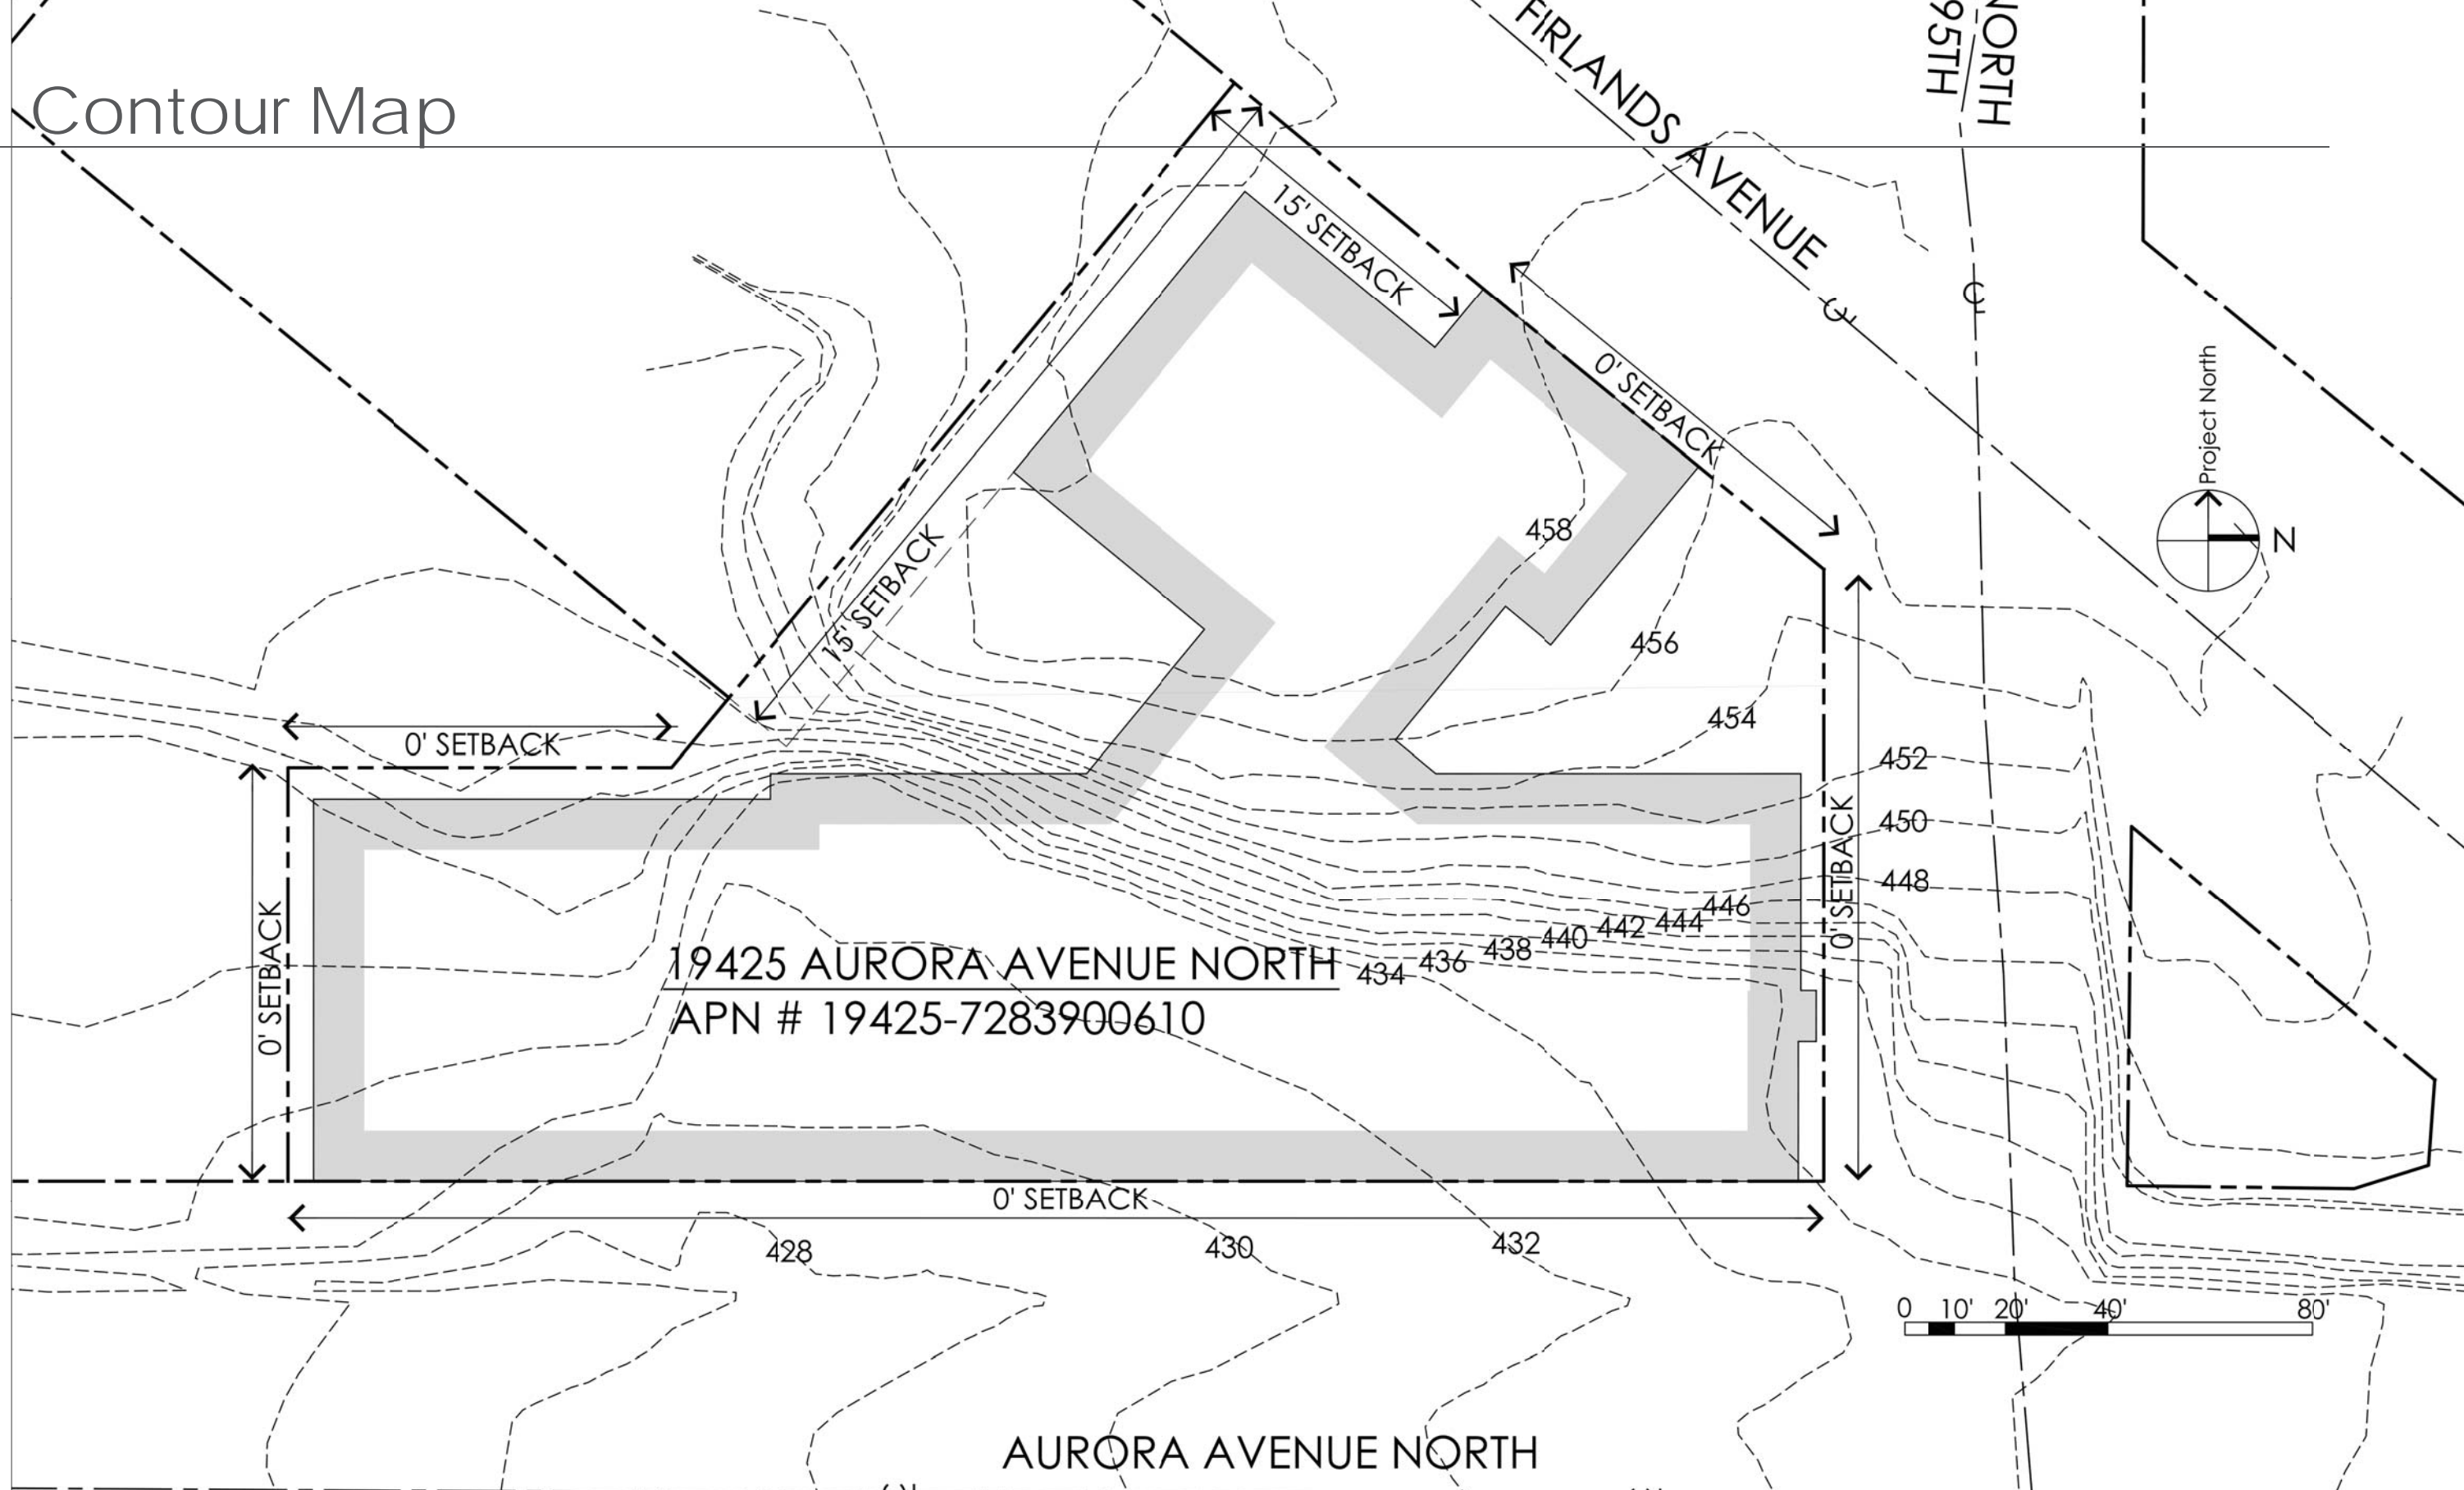 Contour Map
FIRLANDS AVENUE
NORTH
95TH
15' SETBACK
0' SETBACK
Project North
N
15' SETBACK
458
456
454
452
450
448
446
444
442
440
438
436
434
0' SETBACK
0' SETBACK
0' SETBACK
19425 AURORA AVENUE NORTH
APN # 19425-7283900610
0' SETBACK
428
430
432
0 10' 20' 40' 80'
AURORA AVENUE NORTH